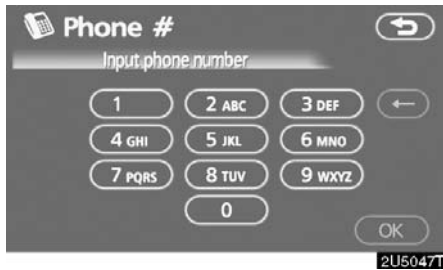 Phone #
Input phone number
1 2 ABC 3 DEF ←
4 GHI 5 JKL 6 MNO
7 PQRS 8 TUV 9 WXYZ
0
OK
2U5047T